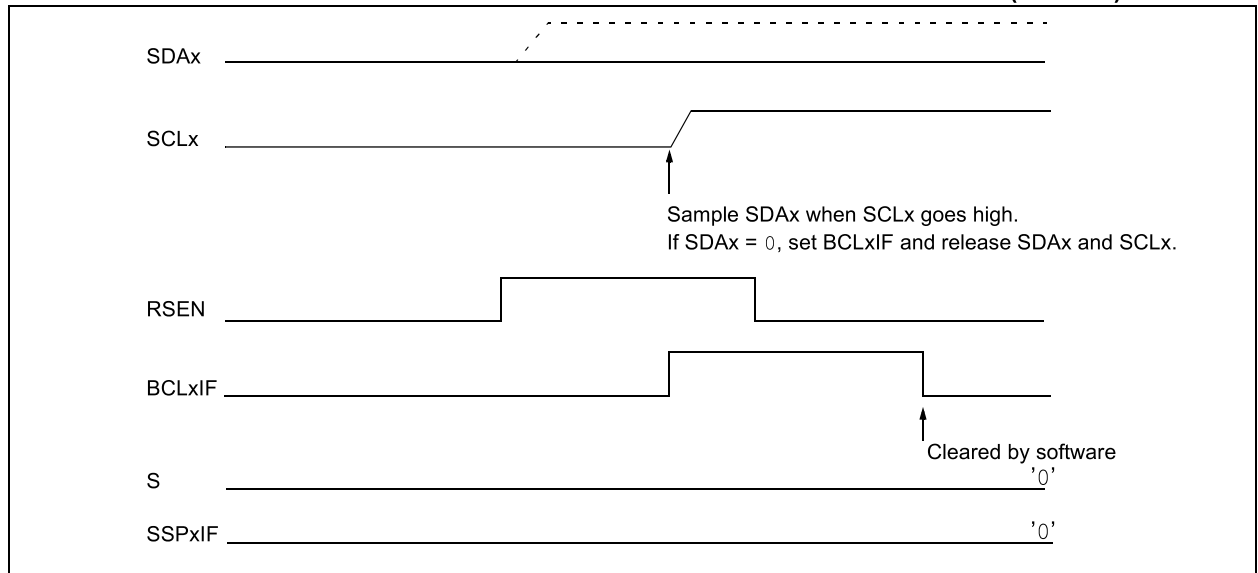 SDAx
SCLx
Sample SDAx when SCLx goes high.
If SDAx = 0, set BCLxIF and release SDAx and SCLx.
RSEN
BCLxIF
Cleared by software
S
'0'
SSPxIF
'0'